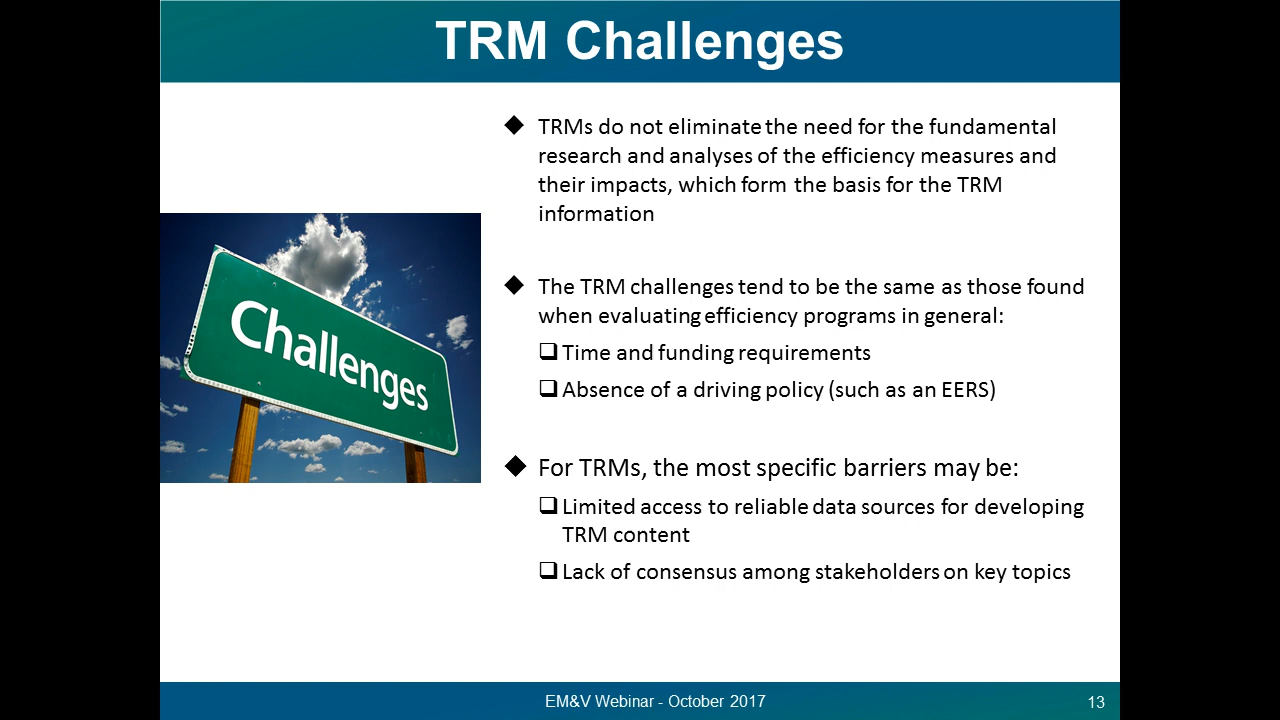 TRM Challenges
Challenges
TRMs do not eliminate the need for the fundamental
research and analyses of the efficiency measures and
their impacts, which form the basis for the TRM
information
The TRM challenges tend to be the same as those found
when evaluating efficiency programs in general:
Time and funding requirements
Absence of a driving policy (such as an EERS)
For TRMs, the most specific barriers may be:
Limited access to reliable data sources for developing
TRM content
Lack of consensus among stakeholders on key topics
EM&V Webinar - October 2017
13